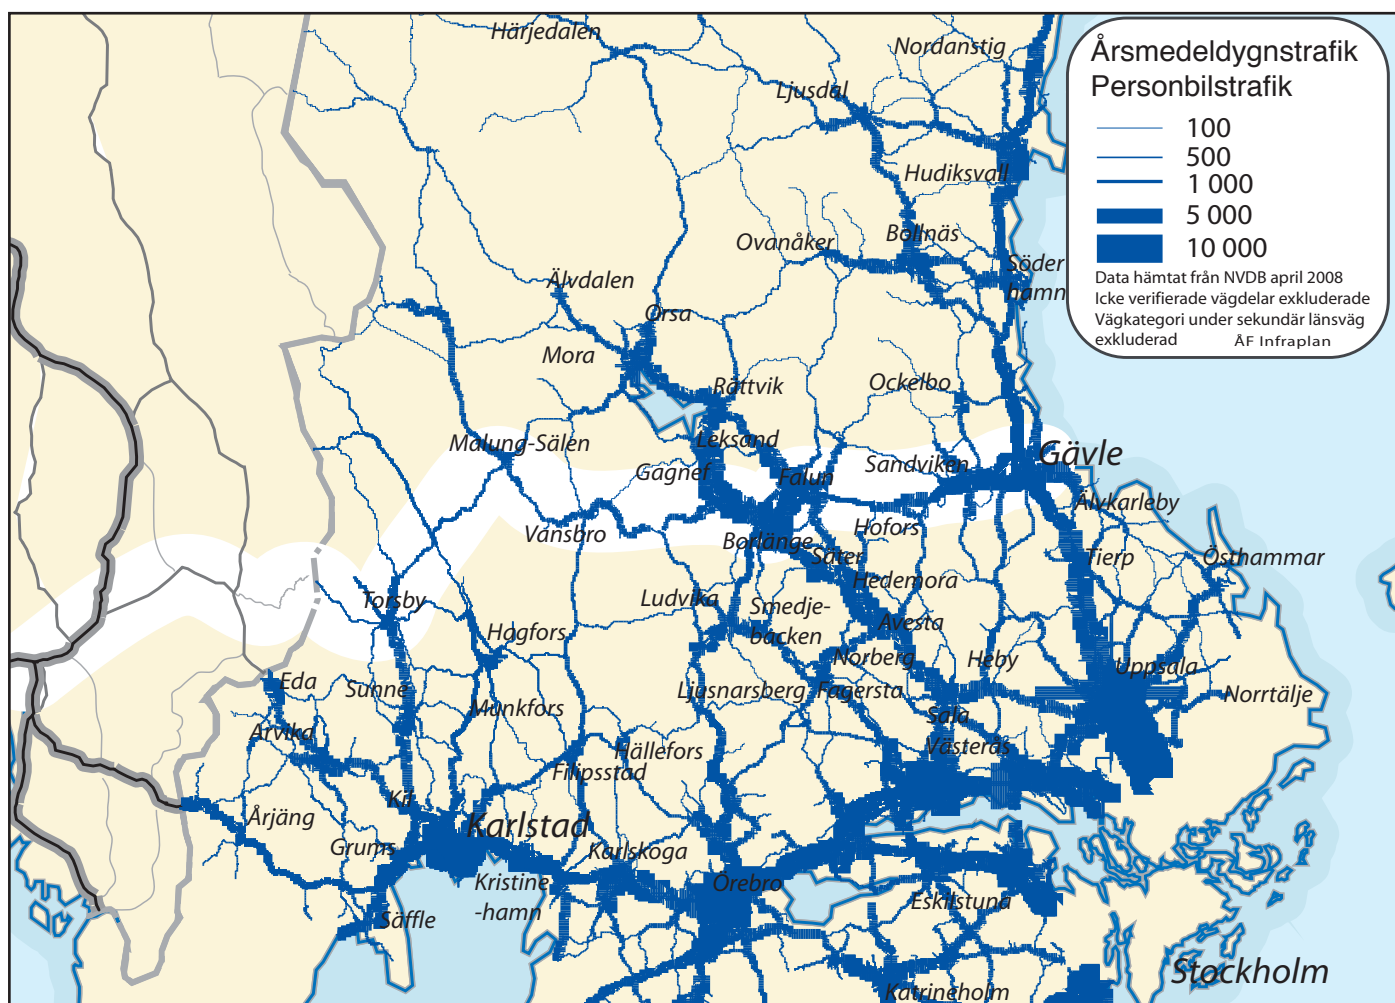 Årsmedeldygnstrafik
Personbilstrafik
100
500
1 000
5 000
10 000
Data hämtat från NVDB april 2008
Icke verifierade vägdelar exkluderade
Vägkategori under sekundär länsväg
exkluderad
ÅF Infraplan
Härjedalen
Nordanstig
Ljusdal
Hudiksvall
Ovanåker
Bollnäs
Söder
hamn
Älvdalen
Orsa
Mora
Rättvik
Ockelbo
Malung-Sälen
Leksand
Gagnef
Falun
Sandviken
Gävle
Älvkarleby
Vansbro
Borlänge
Hofors
Säter
Tierp
Östhammar
Hedemora
Torsby
Ludvika
Smedje-
backen
Avesta
Hagfors
Norberg
Heby
Uppsala
Eda
Sunne
Ljusnarsberg
Fagersta
Norrtälje
Munkfors
Sala
Arvika
Hällefors
Västerås
Filipsstad
Kil
Årjäng
Karlstad
Grums
Karlskoga
Kristine
-hamn
Örebro
Eskilstuna
Säffle
Stockholm
Katrineholm